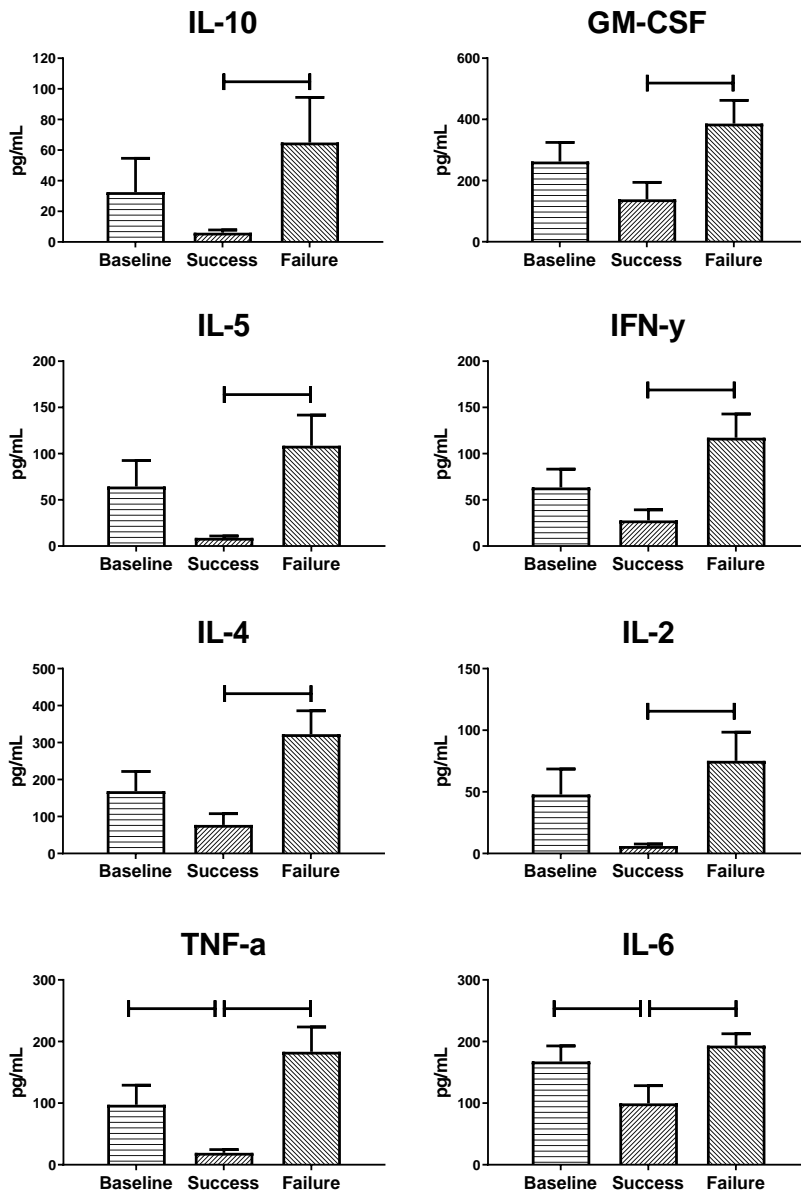 IL-10
pg/mL
120
100
80
60
40
20
0
Baseline Success Failure
GM-CSF
pg/mL
600
400
200
0
Baseline Success Failure
IL-5
pg/mL
200
150
100
50
0
Baseline Success Failure
IFN-y
pg/mL
200
150
100
50
0
Baseline Success Failure
IL-4
pg/mL
500
400
300
200
100
0
Baseline Success Failure
IL-2
pg/mL
150
100
50
0
Baseline Success Failure
TNF-a
pg/mL
300
200
100
0
Baseline Success Failure
IL-6
pg/mL
300
200
100
0
Baseline Success Failure